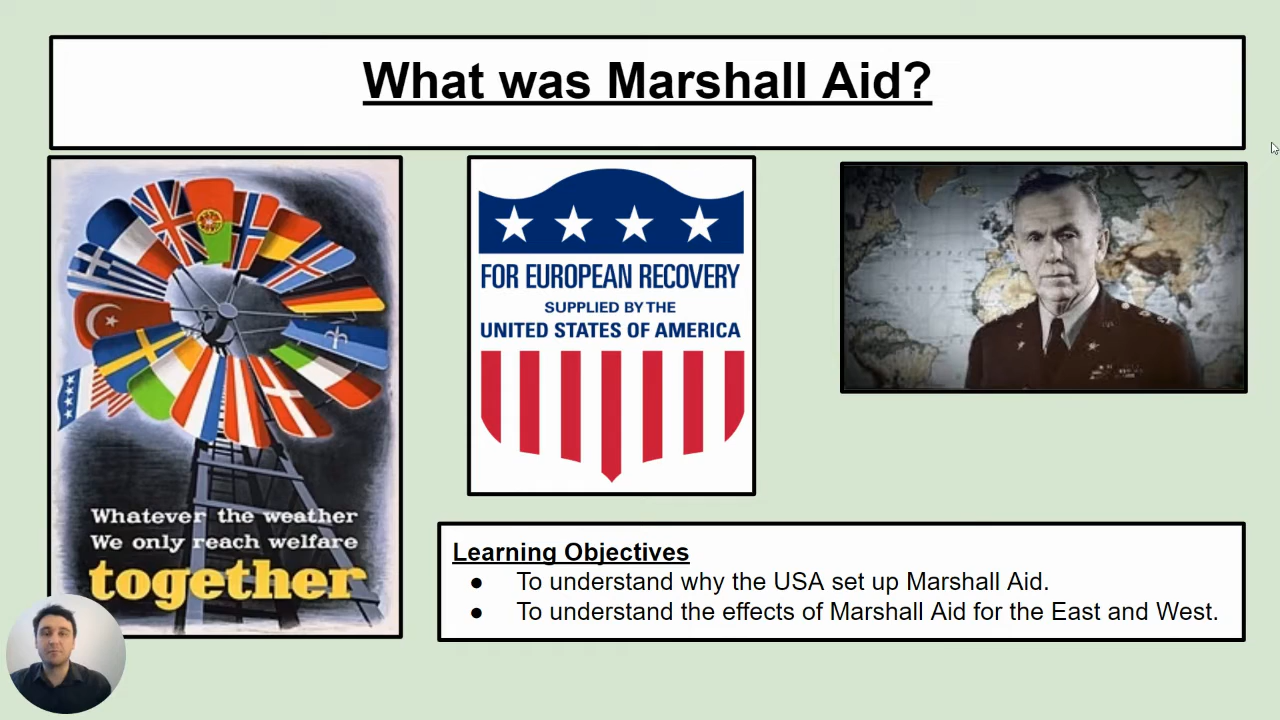 What was Marshall Aid?
Whatever the weather
We only reach welfare
together
FOR EUROPEAN RECOVERY
SUPPLIED BY THE
UNITED STATES OF AMERICA
Learning Objectives
● To understand why the USA set up Marshall Aid.
● To understand the effects of Marshall Aid for the East and West.